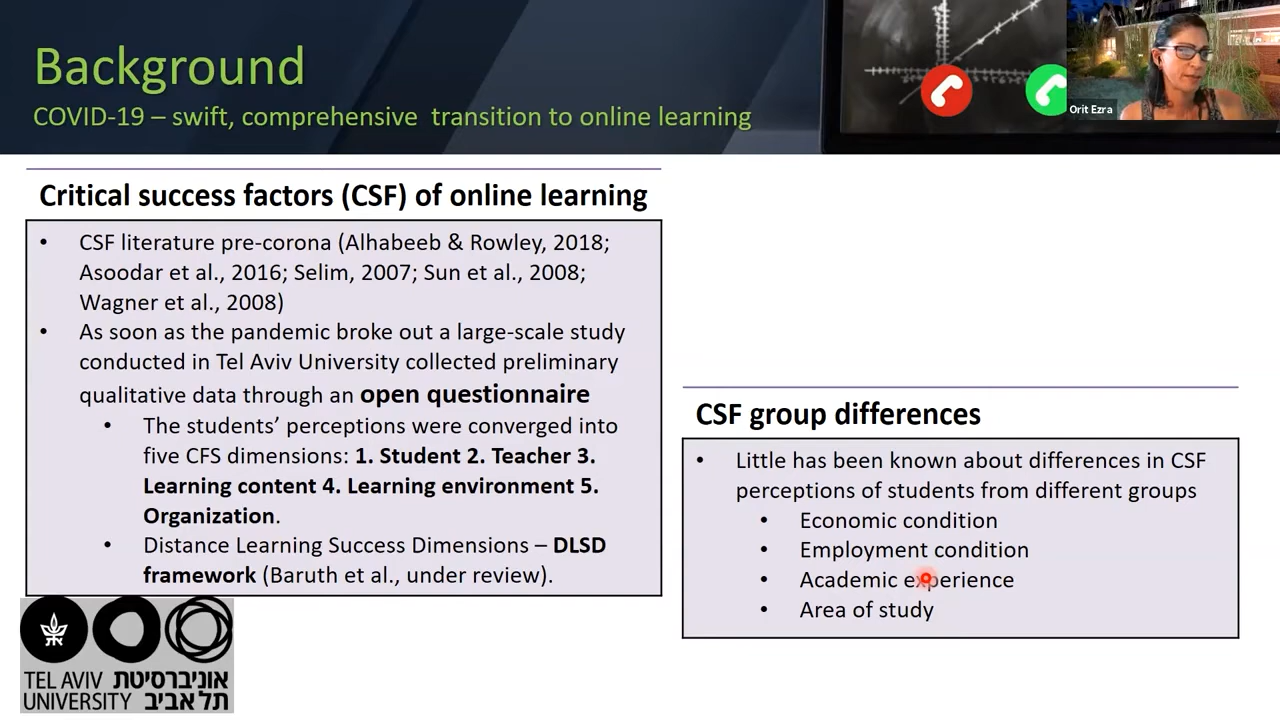 Background
COVID-19 – swift, comprehensive transition to online learning
Orit Ezra
Critical success factors (CSF) of online learning
• CSF literature pre-corona (Alhabeeb & Rowley, 2018;
Asoodar et al., 2016; Selim, 2007; Sun et al., 2008;
Wagner et al., 2008)
• As soon as the pandemic broke out a large-scale study
conducted in Tel Aviv University collected preliminary
qualitative data through an open questionnaire
• The students’ perceptions were converged into
five CFS dimensions: 1. Student 2. Teacher 3.
Learning content 4. Learning environment 5.
Organization.
• Distance Learning Success Dimensions – DLSD
framework (Baruth et al., under review).
CSF group differences
• Little has been known about differences in CSF
perceptions of students from different groups
• Economic condition
• Employment condition
• Academic experience
• Area of study
TEL AVIV אוניברסיטת
UNIVERSITY תל אביב